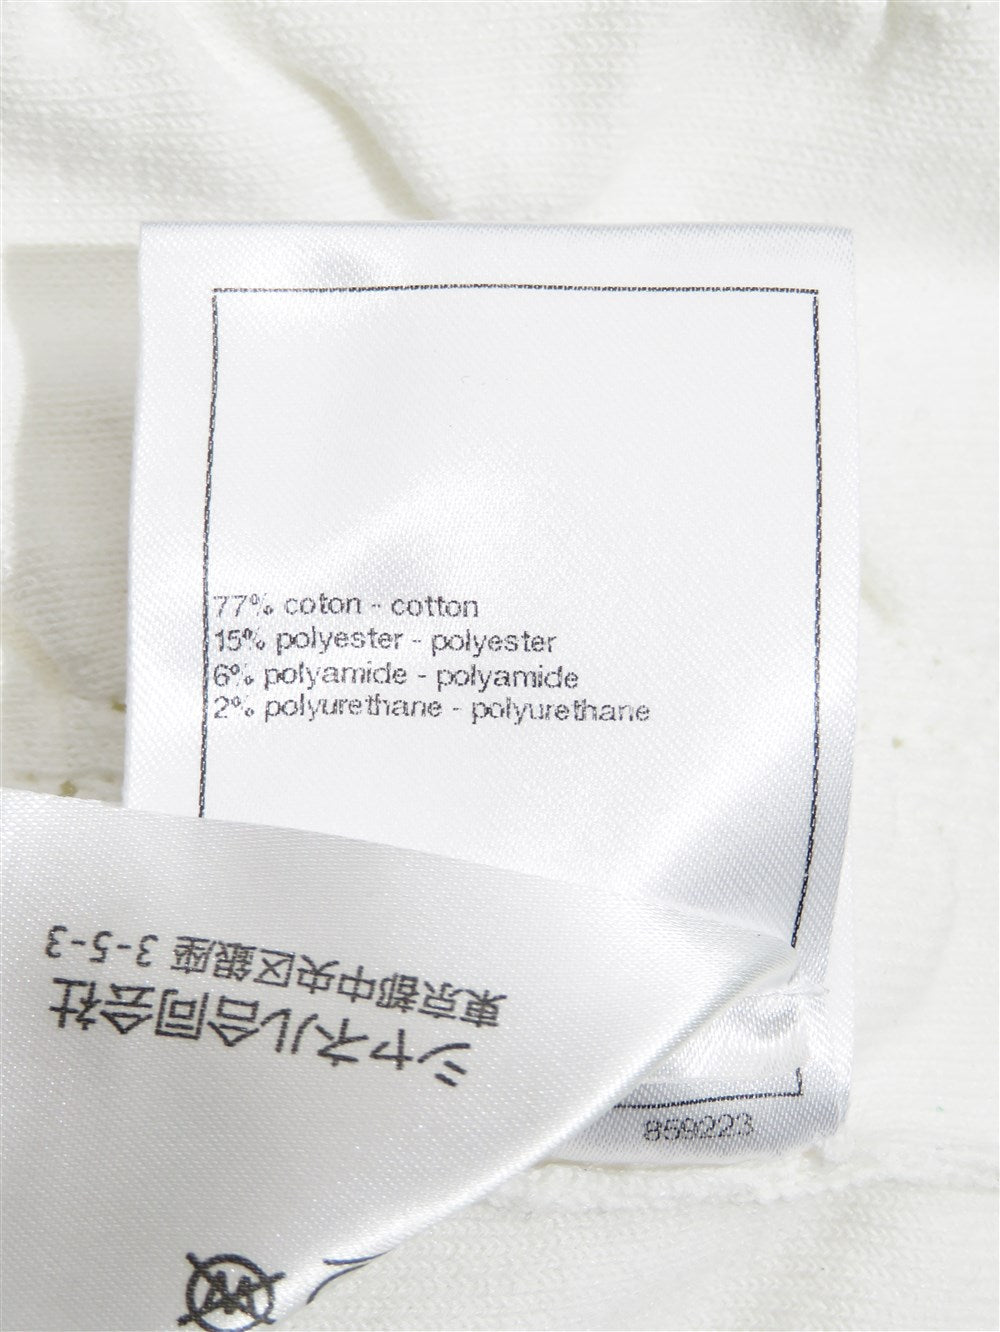 77% coton - cotton
15% polyester - polyester
6% polyamide - polyamide
2% polyurethane - polyurethane
859223
シャネル合同会社
東京都中央区銀座 3-5-3